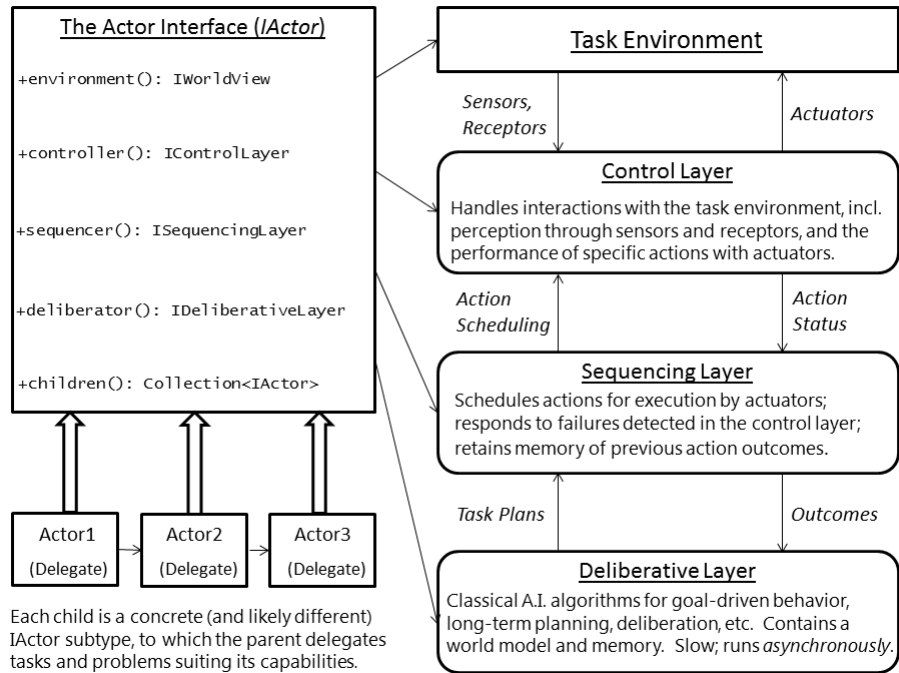 The Actor Interface (IActor)
+environment(): IWorldView
+controller(): IControlLayer
+sequencer(): ISequencingLayer
+deliberator(): IDeliberativeLayer
+children(): Collection<IActor>
Actor1
(Delegate)
Actor2
(Delegate)
Actor3
(Delegate)
Each child is a concrete (and likely different)
IActor subtype, to which the parent delegates
tasks and problems suiting its capabilities.
Task Environment
Sensors,
Receptors
Actuators
Control Layer
Handles interactions with the task environment, incl.
perception through sensors and receptors, and the
performance of specific actions with actuators.
Action
Scheduling
Action
Status
Sequencing Layer
Schedules actions for execution by actuators;
responds to failures detected in the control layer;
retains memory of previous action outcomes.
Task Plans
Outcomes
Deliberative Layer
Classical A.I. algorithms for goal-driven behavior,
long-term planning, deliberation, etc. Contains a
world model and memory. Slow; runs asynchronously.